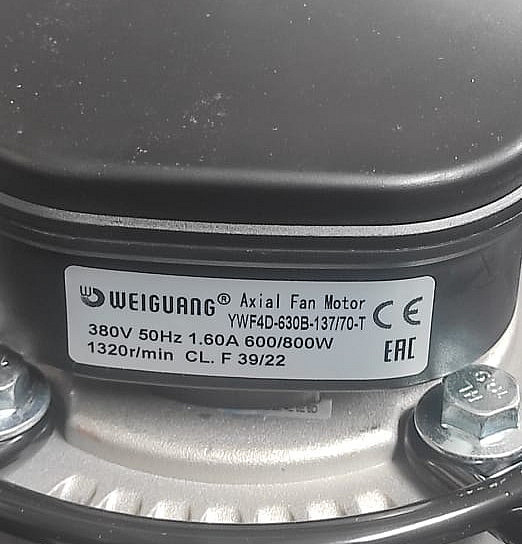 WEIGUANG® Axial Fan Motor
YWF4D-630B-137/70-T
CE
380V 50Hz 1.60A 600/800W
1320r/min CL. F 39/22
EAC